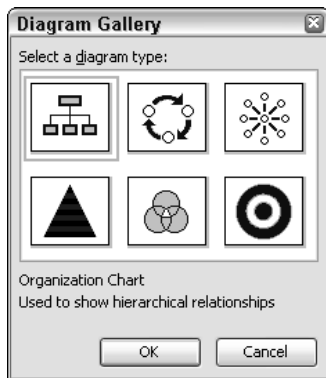 Diagram Gallery
Select a diagram type:
Organization Chart
Used to show hierarchical relationships
OK
Cancel